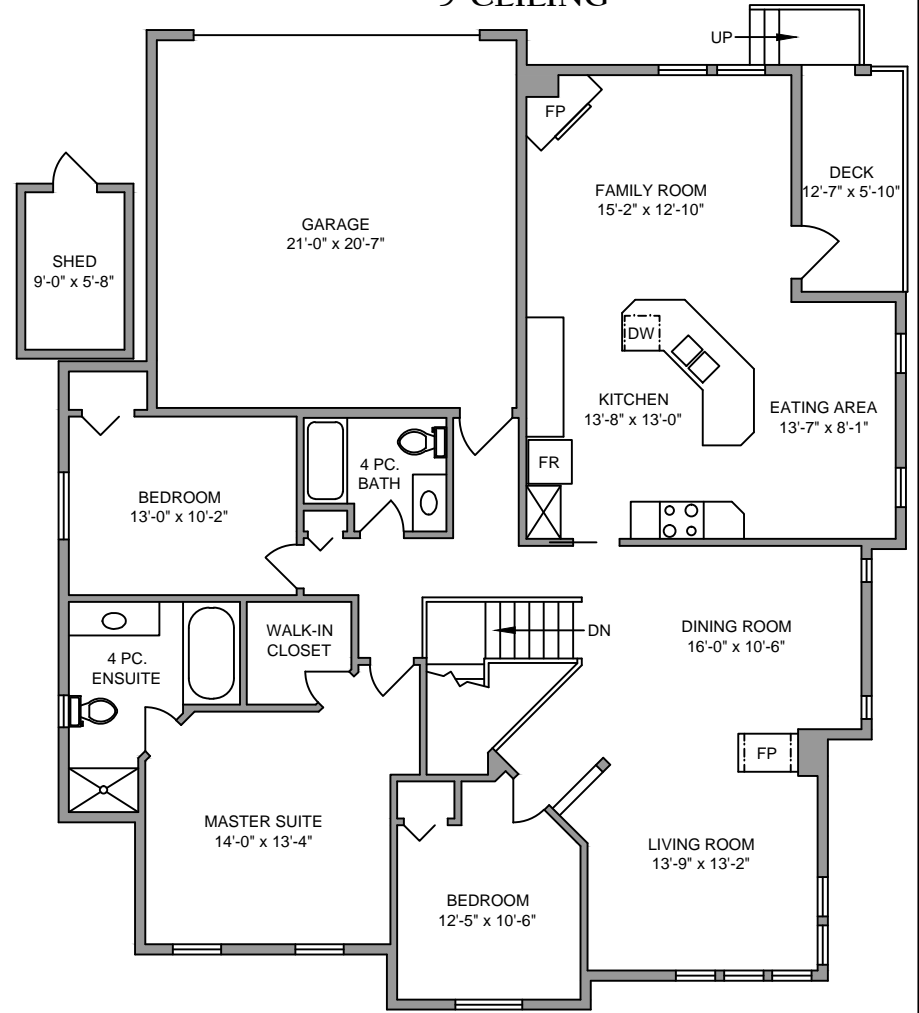 9' CEILING
UP
FP
DECK
12'-7" x 5'-10"
FAMILY ROOM
15'-2" x 12'-10"
GARAGE
21'-0" x 20'-7"
SHED
9'-0" x 5'-8"
DW
KITCHEN
13'-8" x 13'-0"
EATING AREA
13'-7" x 8'-1"
FR
4 PC.
BATH
BEDROOM
13'-0" x 10'-2"
WALK-IN
CLOSET
DN
DINING ROOM
16'-0" x 10'-6"
4 PC.
ENSUITE
FP
MASTER SUITE
14'-0" x 13'-4"
LIVING ROOM
13'-9" x 13'-2"
BEDROOM
12'-5" x 10'-6"